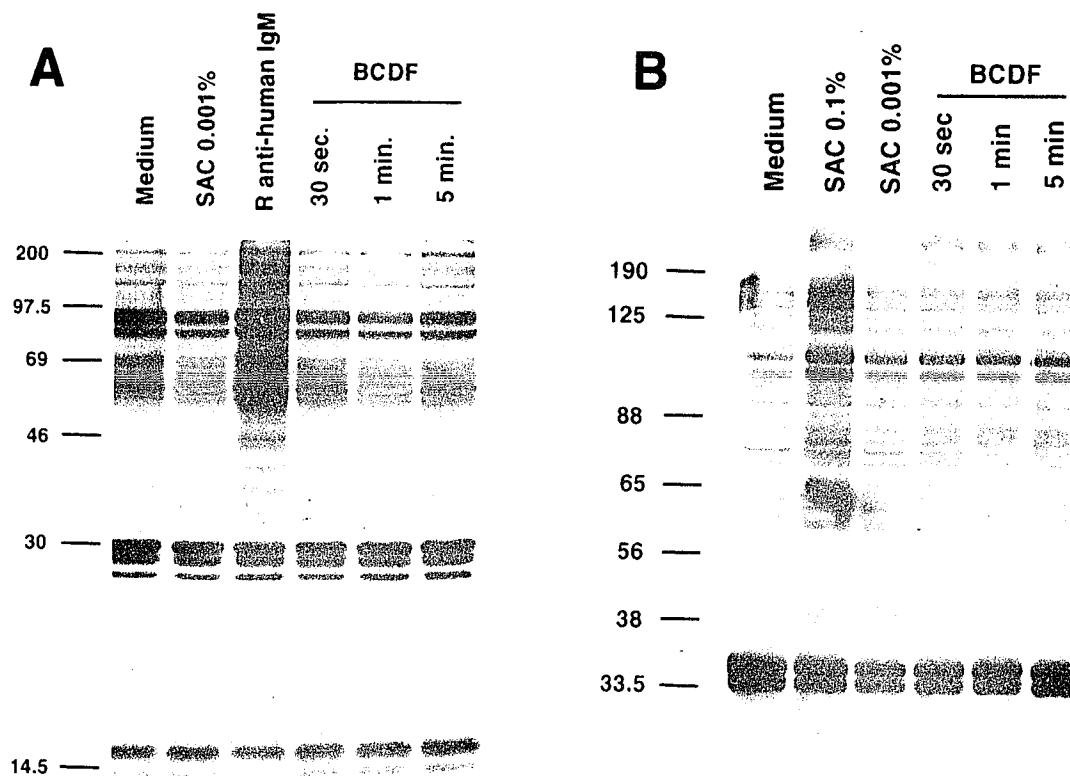 A
Medium
SAC 0.001%
R anti-human IgM
BCDF
30 sec.
1 min.
5 min.
200
97.5
69
46
30
14.5
B
Medium
SAC 0.1%
SAC 0.001%
BCDF
30 sec
1 min
5 min
190
125
88
65
56
38
33.5